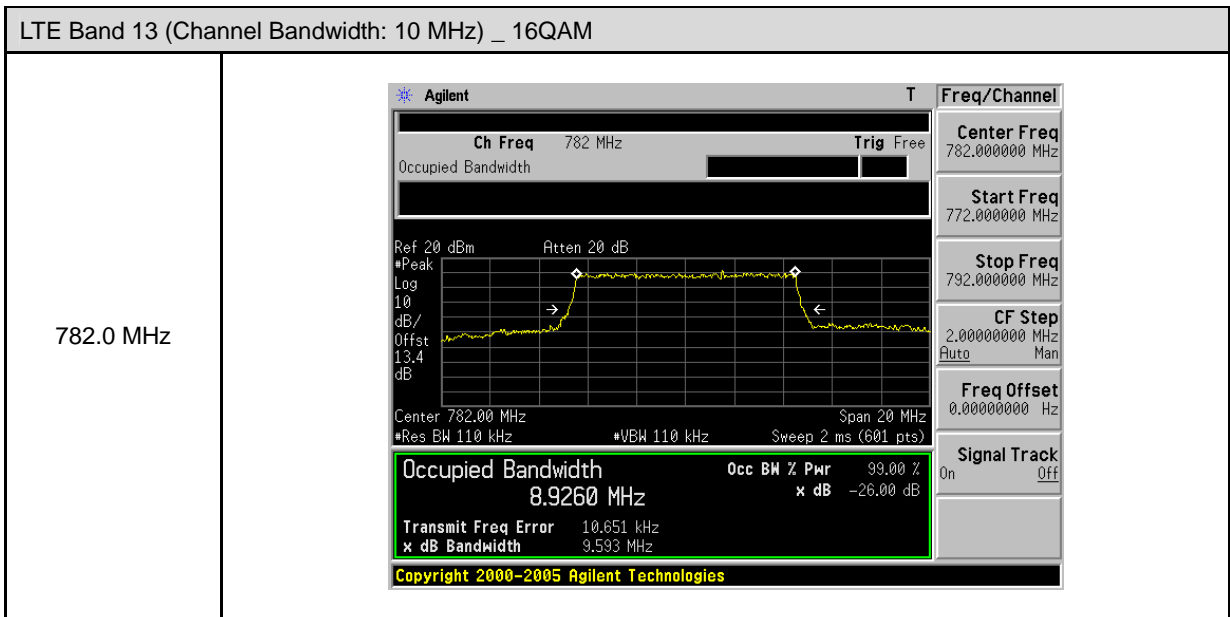 LTE Band 13 (Channel Bandwidth: 10 MHz) _ 16QAM
782.0 MHz
Agilent T
Ch Freq 782 MHz Trig Free
Occupied Bandwidth
Ref 20 dBm Atten 20 dB
#Peak
Log
10
dB/
Offst
13.4
dB
Center 782.00 MHz Span 20 MHz
#Res BW 110 kHz #VBW 110 kHz Sweep 2 ms (601 pts)
Occupied Bandwidth Occ BW % Pwr 99.00 %
8.9260 MHz x dB -26.00 dB
Transmit Freq Error 10.651 kHz
x dB Bandwidth 9.593 MHz
Copyright 2000-2005 Agilent Technologies
Freq/Channel
Center Freq
782.000000 MHz
Start Freq
772.000000 MHz
Stop Freq
792.000000 MHz
CF Step
2.00000000 MHz
Auto Man
Freq Offset
0.00000000 Hz
Signal Track
On Off